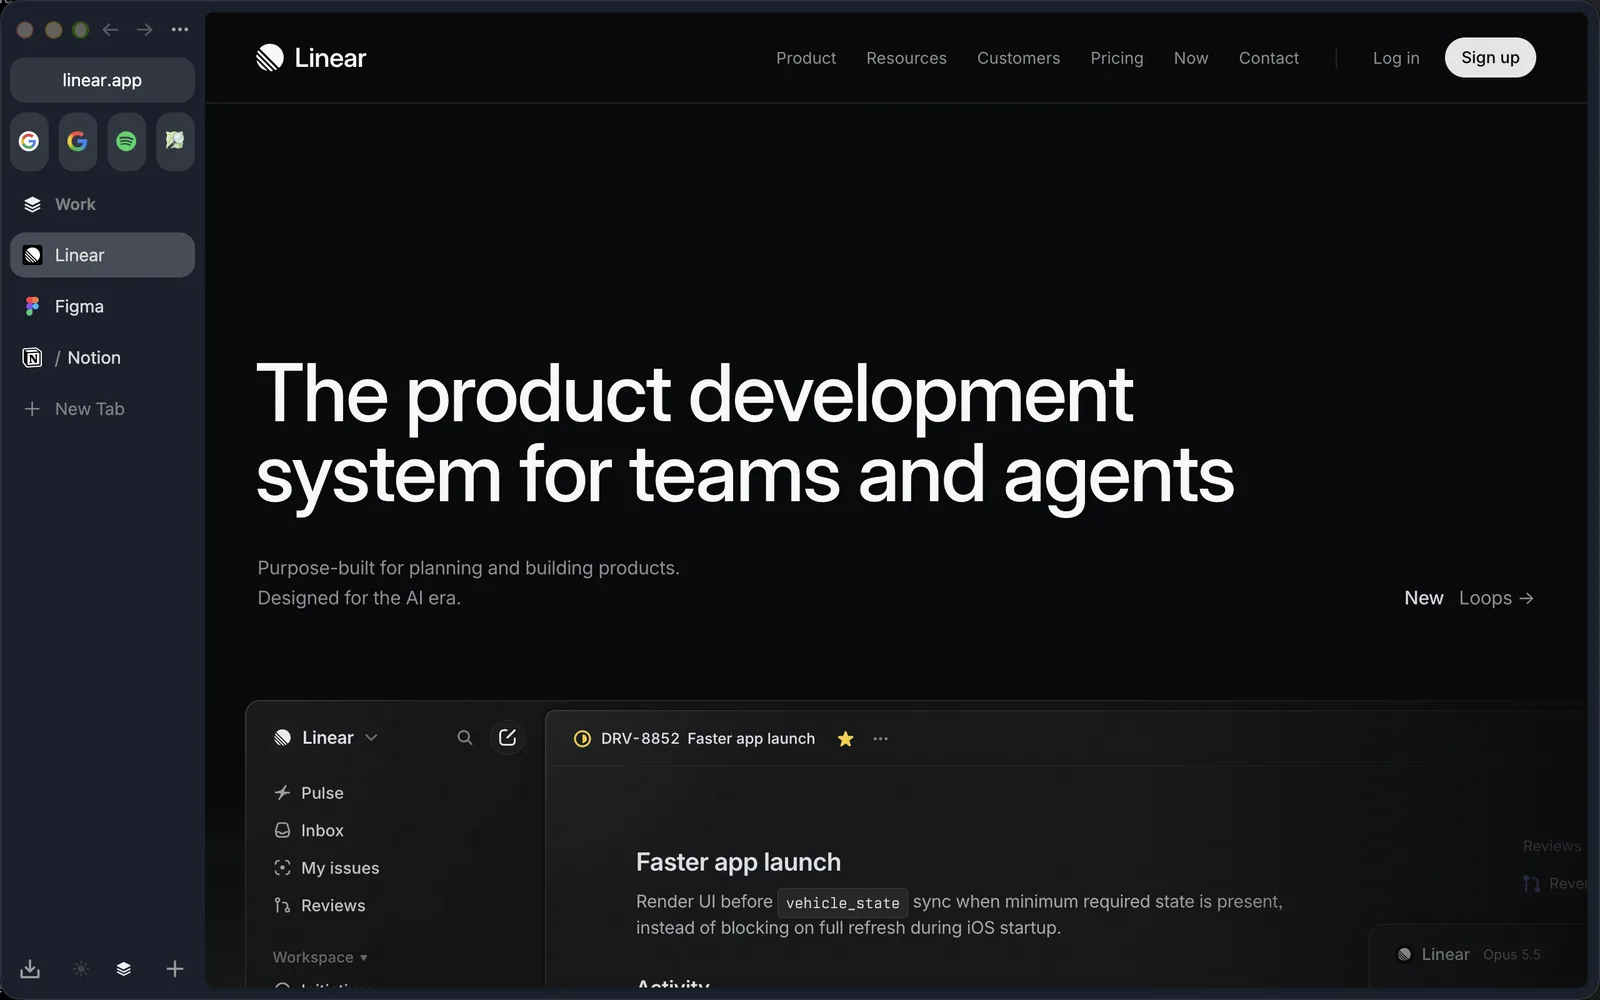 linear.app
Work
Linear
Figma
/ Notion
New Tab
Linear
Product
Resources
Customers
Pricing
Now
Contact
Log in
Sign up
The product development
system for teams and agents
Purpose-built for planning and building products.
Designed for the AI era.
New Loops →
Linear
Pulse
Inbox
My issues
Reviews
Workspace
DRV-8852 Faster app launch
Faster app launch
Render UI before vehicle_state sync when minimum required state is present,
instead of blocking on full refresh during iOS startup.
Activity
Reviews
Linear Opus 5.5